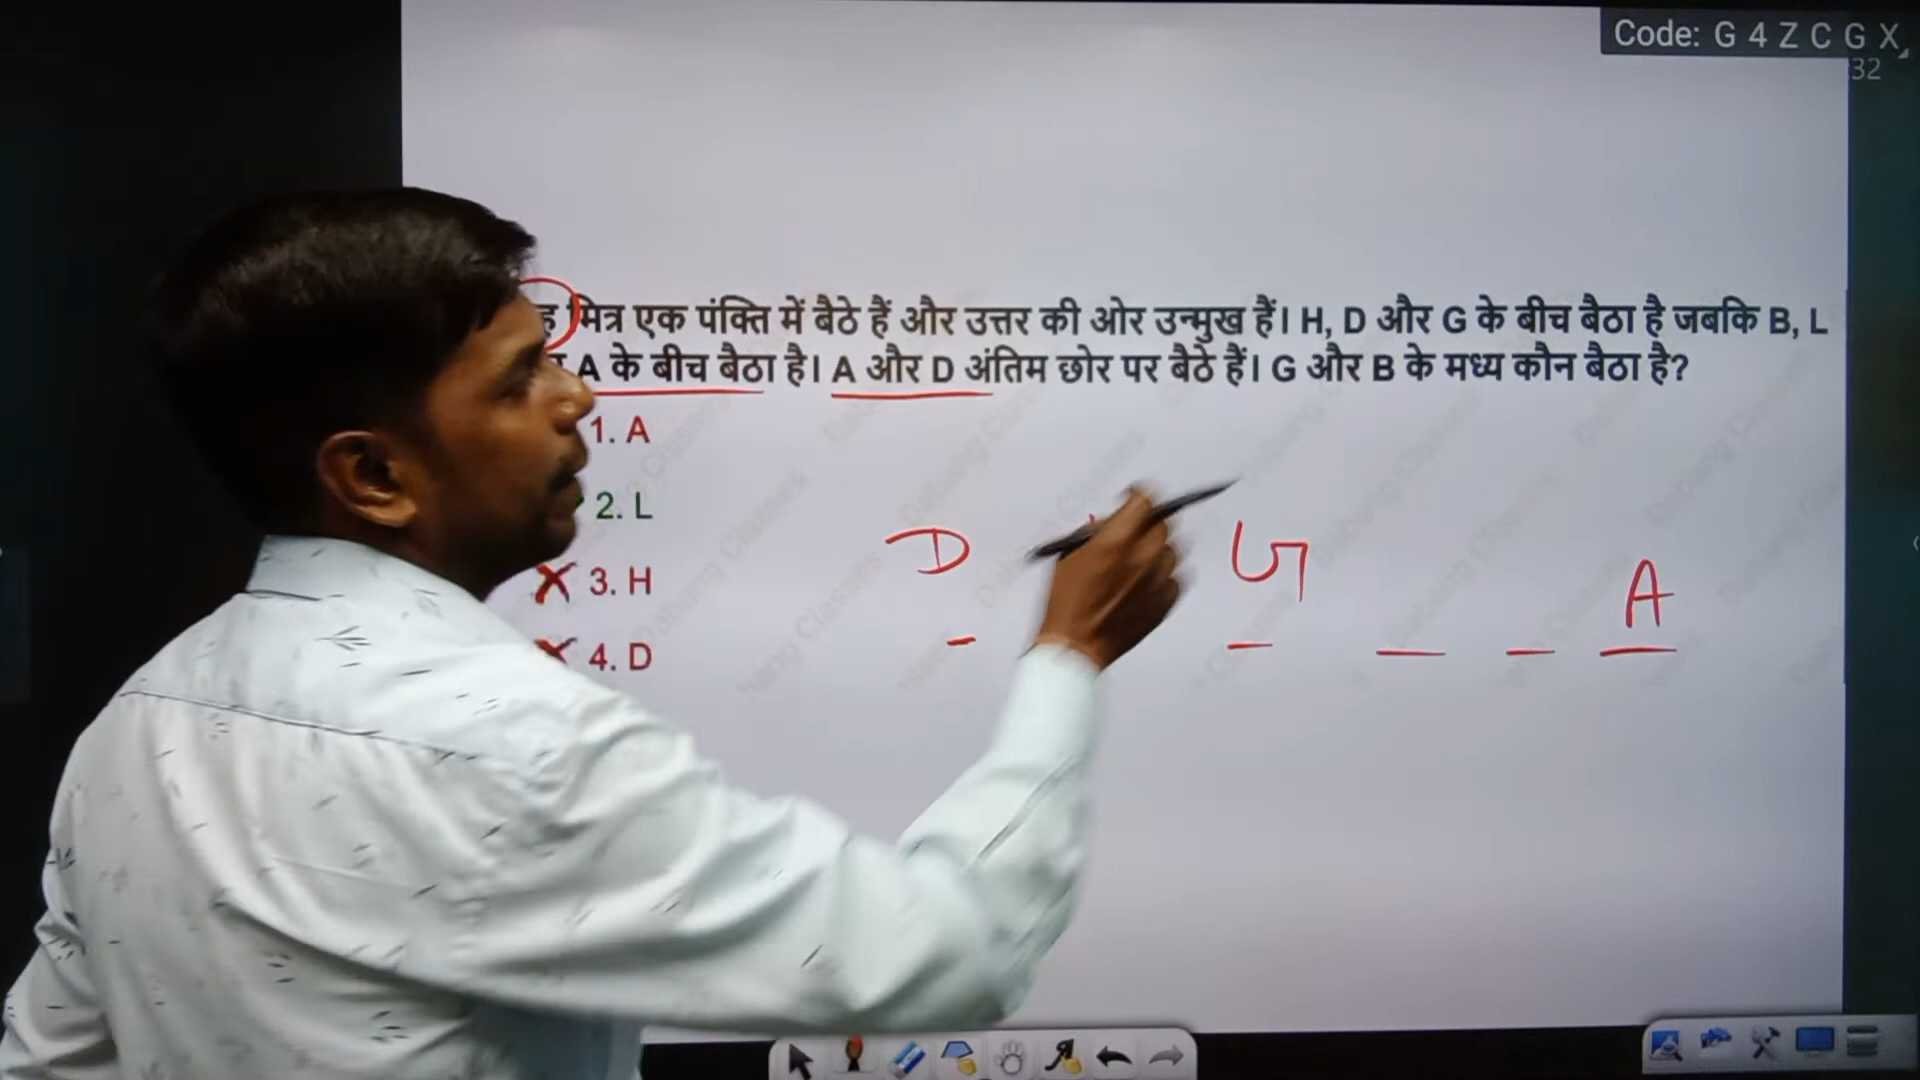 Code: G 4 Z C G X
32
मित्र एक पंक्ति में बैठे हैं और उत्तर की ओर उन्मुख हैं। H, D और G के बीच बैठा है जबकि B, L
A के बीच बैठा है। A और D अंतिम छोर पर बैठे हैं। G और B के मध्य कौन बैठा है?
1. A
2. L
3. H
4. D
D G A